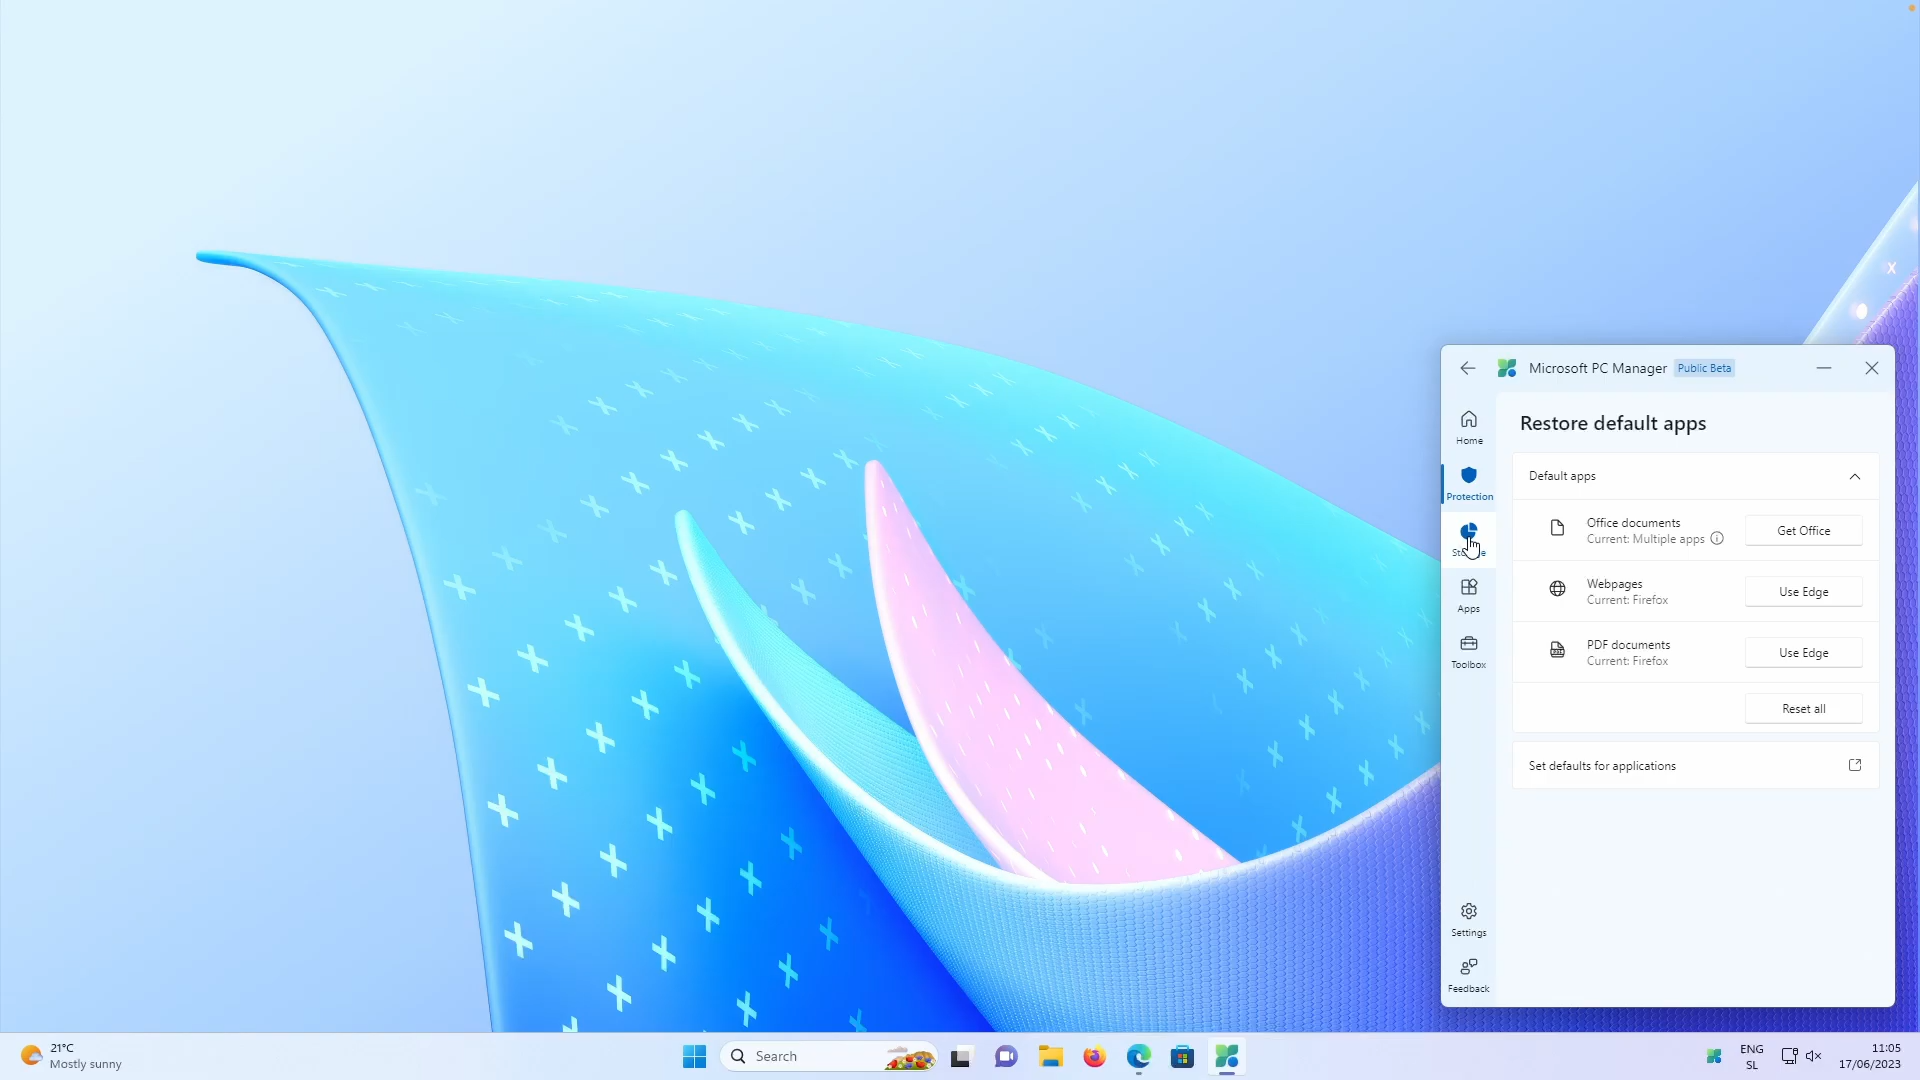 Microsoft PC Manager Public Beta
Home
Protection
Apps
Toolbox
Settings
Feedback
Restore default apps
Default apps
Office documents
Current: Multiple apps
Get Office
Webpages
Current: Firefox
Use Edge
PDF documents
Current: Firefox
Use Edge
Reset all
Set defaults for applications
21°C
Mostly sunny
Search
ENG
SL
11:05
17/06/2023